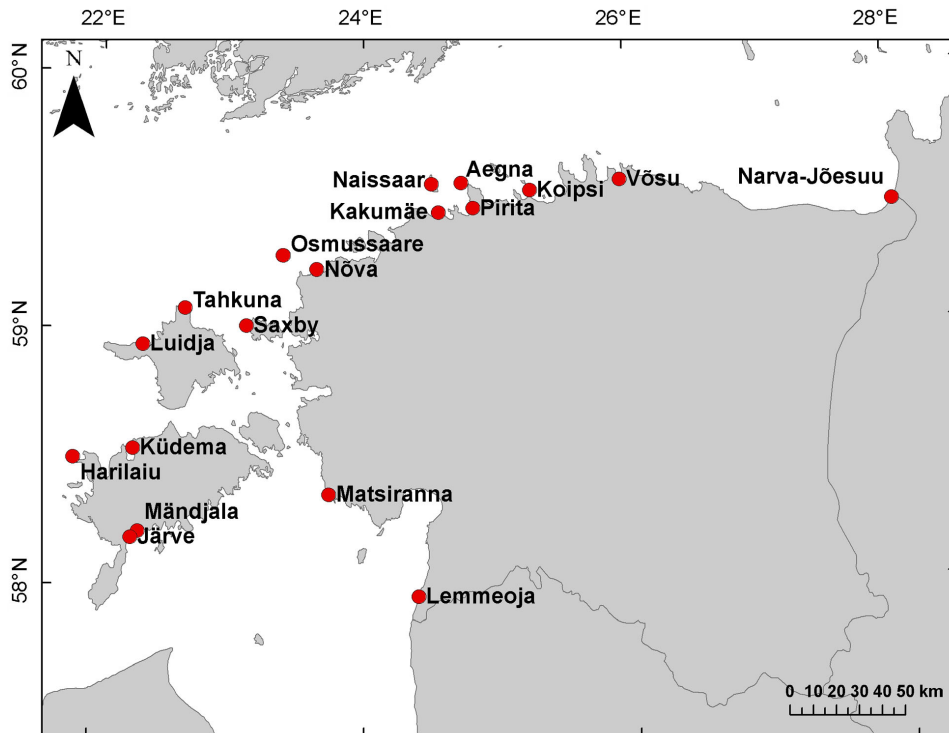 22°E 24°E 26°E 28°E
60°N
N
Naissaar
Aegna
Koipsi
Võsu
Narva-Jõesuu
Kakumäe
Pirita
Osmussaare
Nõva
Tahkuna
59°N
Saxby
Luidja
Küdema
Harilaiu
Matsiranna
Mändjala
Järve
58°N
Lemmeoja
0 10 20 30 40 50 km